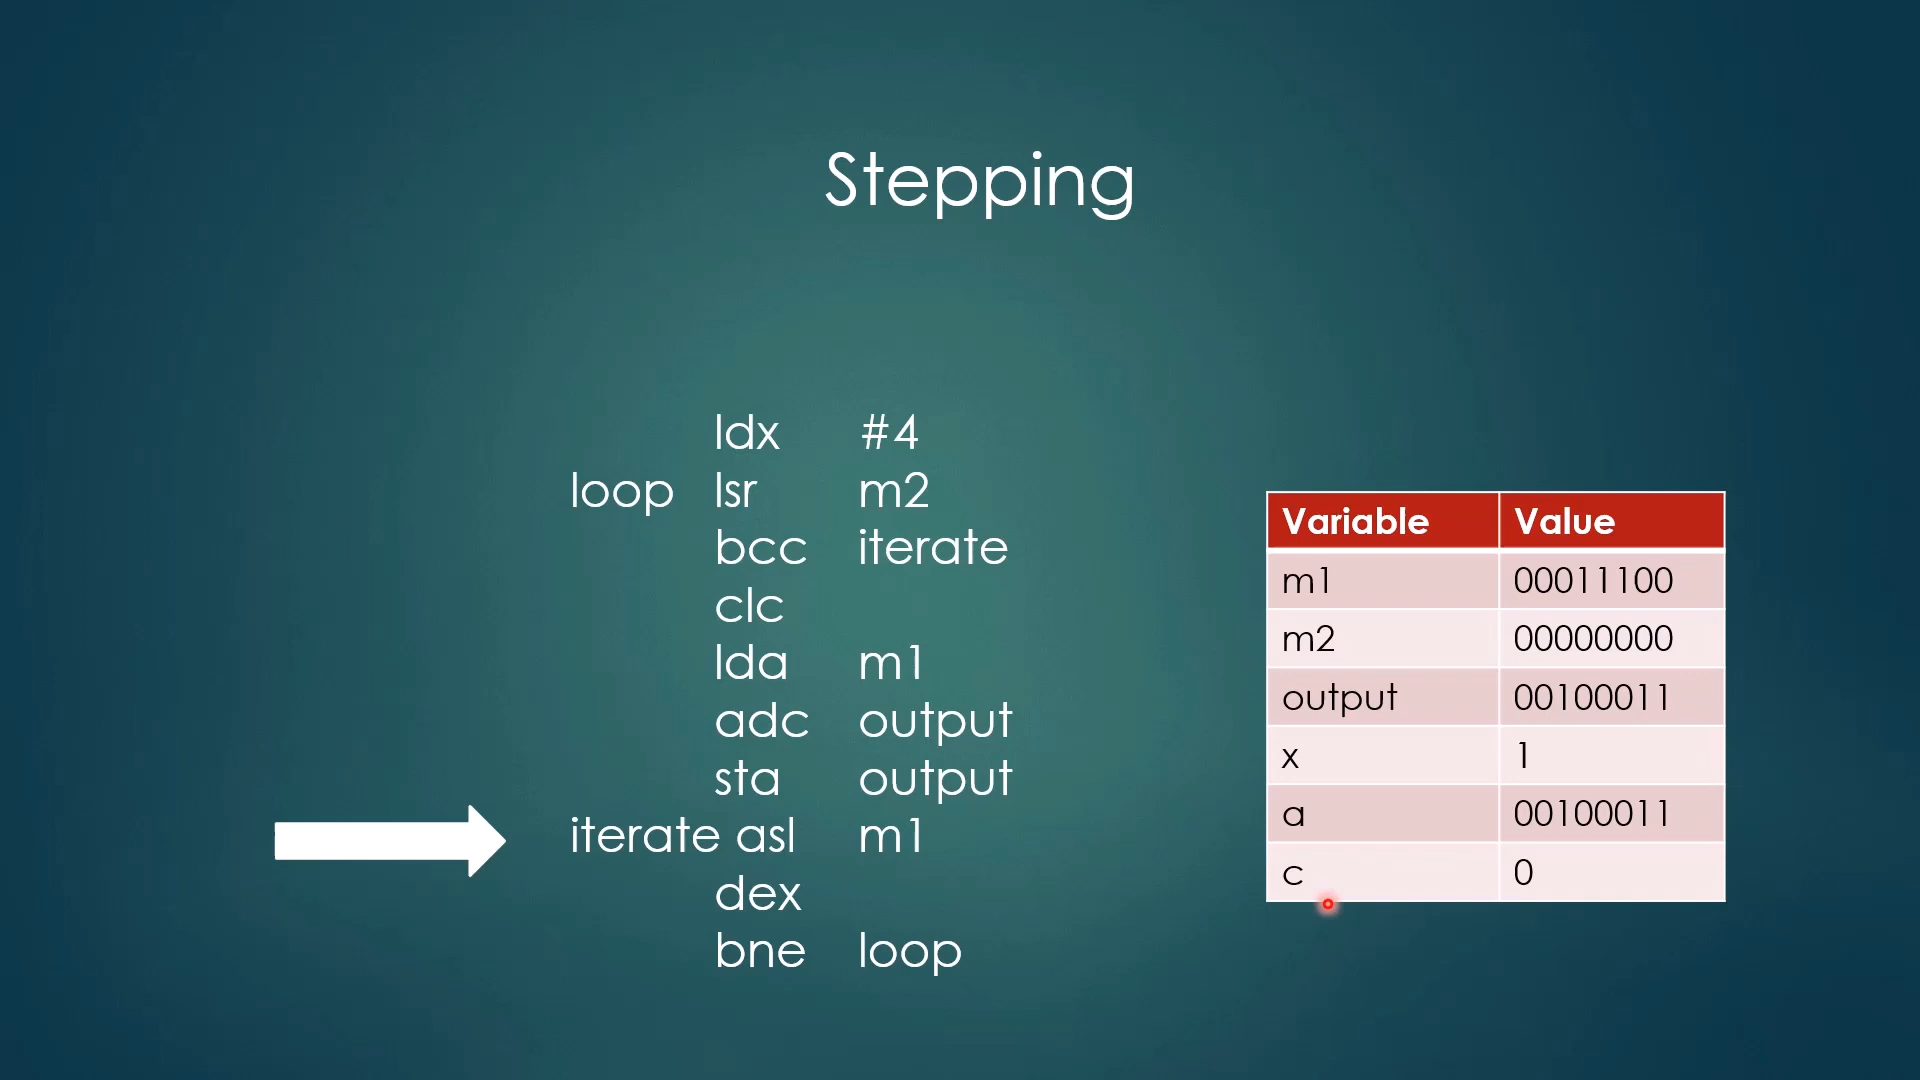 Stepping
ldx #4
loop lsr m2
bcc iterate
clc
lda m1
adc output
sta output
iterate asl m1
dex
bne loop
Variable Value
m1 00011100
m2 00000000
output 00100011
x 1
a 00100011
c 0